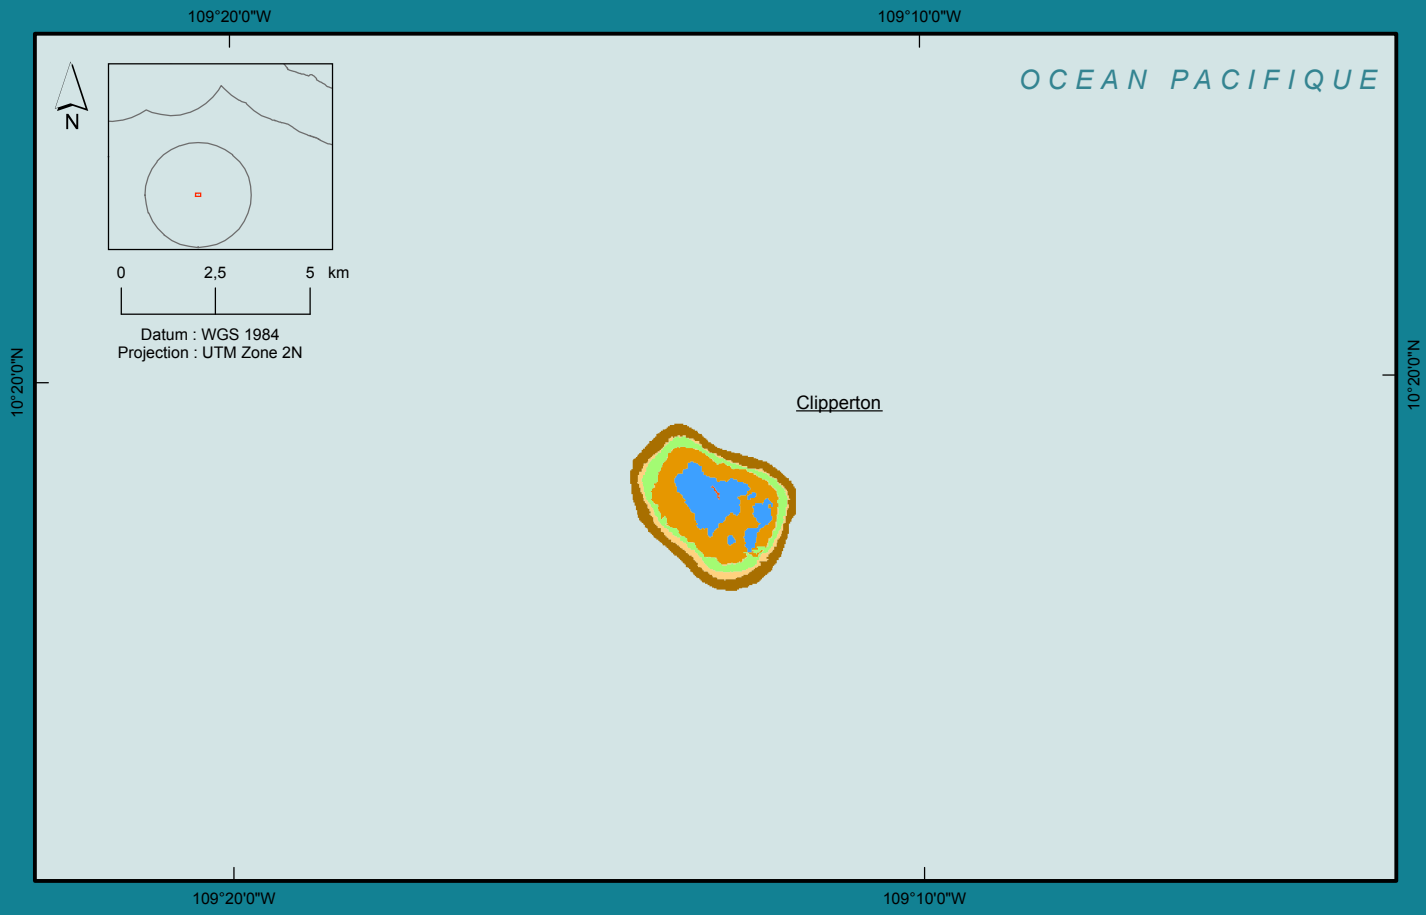 109°20'0"W
109°10'0"W
OCEAN PACIFIQUE
N
0 2,5 5 km
Datum : WGS 1984
Projection : UTM Zone 2N
10°20'0"N
10°20'0"N
Clipperton
109°20'0"W
109°10'0"W